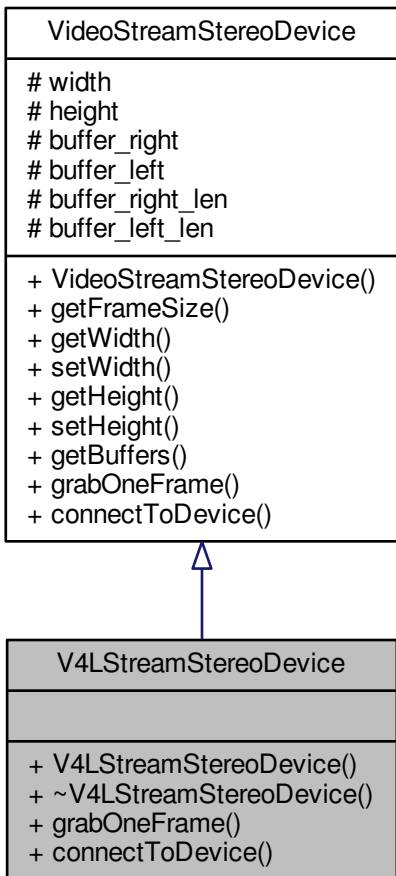 VideoStreamStereoDevice
# width
# height
# buffer_right
# buffer_left
# buffer_right_len
# buffer_left_len
+ VideoStreamStereoDevice()
+ getFrameSize()
+ getWidth()
+ setWidth()
+ getHeight()
+ setHeight()
+ getBuffers()
+ grabOneFrame()
+ connectToDevice()
V4LStreamStereoDevice
+ V4LStreamStereoDevice()
+ ~V4LStreamStereoDevice()
+ grabOneFrame()
+ connectToDevice()